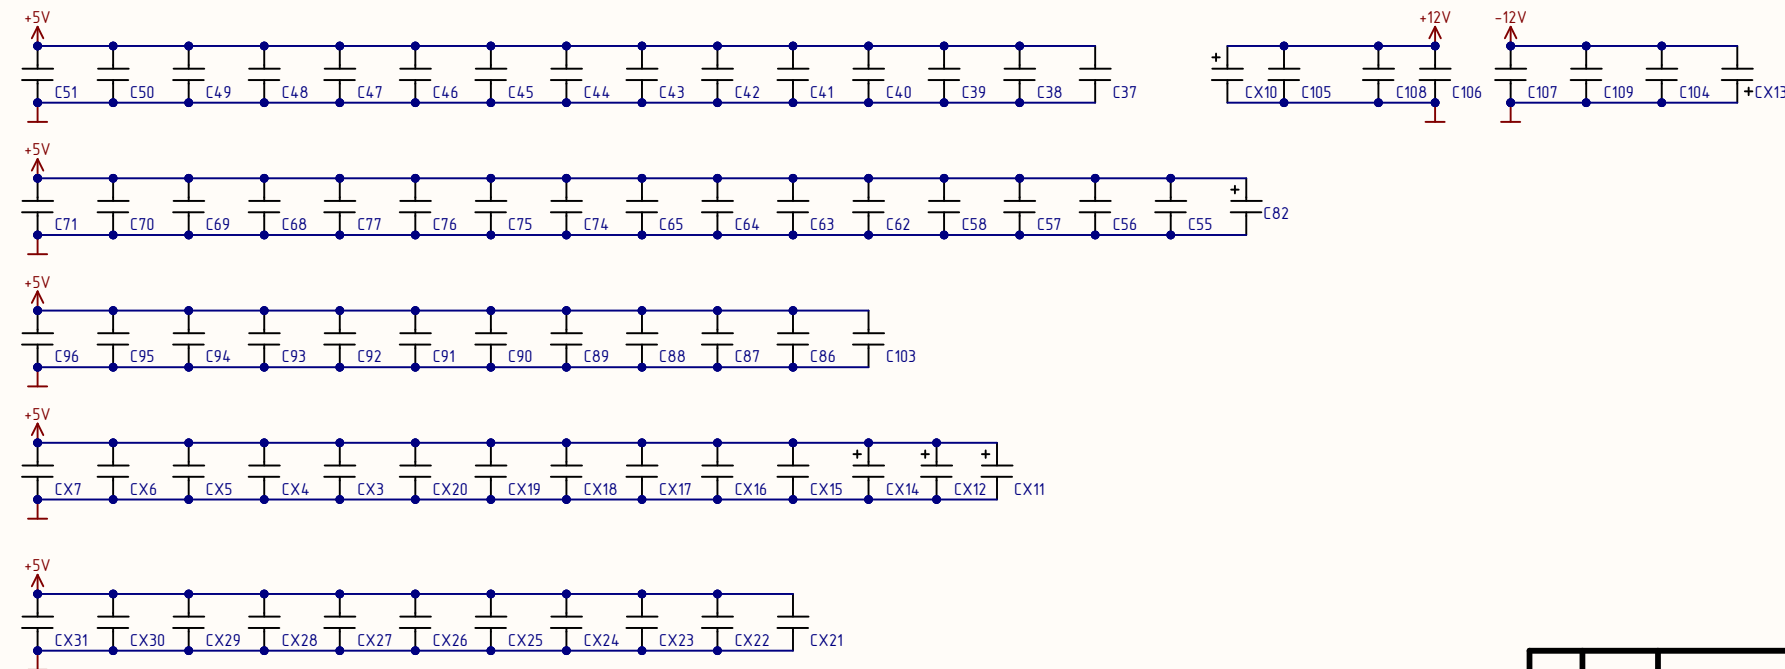 +5V +12V -12V
+ C51 C50 C49 C48 C47 C46 C45 C44 C43 C42 C41 C40 C39 C38 C37 CX10 C105 C108 C106 C107 C109 C104 +CX13
+5V
+
C71 C70 C69 C68 C77 C76 C75 C74 C65 C64 C63 C62 C58 C57 C56 C55 C82
+5V
C96 C95 C94 C93 C92 C91 C90 C89 C88 C87 C86 C103
+5V
+ + +
CX7 CX6 CX5 CX4 CX3 CX20 CX19 CX18 CX17 CX16 CX15 CX14 CX12 CX11
+5V
CX31 CX30 CX29 CX28 CX27 CX26 CX25 CX24 CX23 CX22 CX21